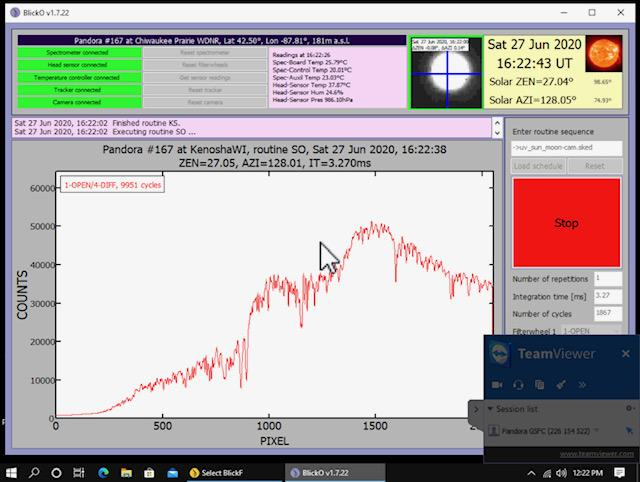 BlickO v1.7.22
Pandora #167 at Chiwaukee Prairie WDNR, Lat 42.50°, Lon -87.81°, 181m a.s.l.
Spectrometer connected
Reset spectrometer
Head sensor connected
Reset filterwheels
Temperature controller connected
Get sensor readings
Tracker connected
Reset tracker
Camera connected
Reset camera
Readings at 16:22:26
Spec-Board Temp 25.79°C
Spec-Control Temp 20.01°C
Spec-Auxil Temp 23.03°C
Head-Sensor Temp 37.87°C
Head-Sensor Hum 24.6%
Head-Sensor Pres 986.10hPa
Sat 27 Jun 2020
16:22:43 UT
Solar ZEN=27.04°
Solar AZI=128.05°
98.65°
74.93°
Sat 27 Jun 2020, 16:22:02  Finished routine KS.
Sat 27 Jun 2020, 16:22:02  Executing routine SO ...
Pandora #167 at KenoshaWI, routine SO, Sat 27 Jun 2020, 16:22:38
ZEN=27.05, AZI=128.01, IT=3.270ms
1-OPEN/4-DIFF, 9951 cycles
60000
50000
40000
30000
20000
10000
0
COUNTS
0
500
1000
1500
PIXEL
Enter routine sequence
->uv_sun_moon-cam.sked
Load schedule
Reset
Stop
Number of repetitions
1
Integration time [ms]
3.27
Number of cycles
1867
Filterwheel 1
1-OPEN
TeamViewer
Session list
Pandora GSFC (226 154 522)
www.teamviewer.com
Select BlickF
BlickO v1.7.22
12:22 PM